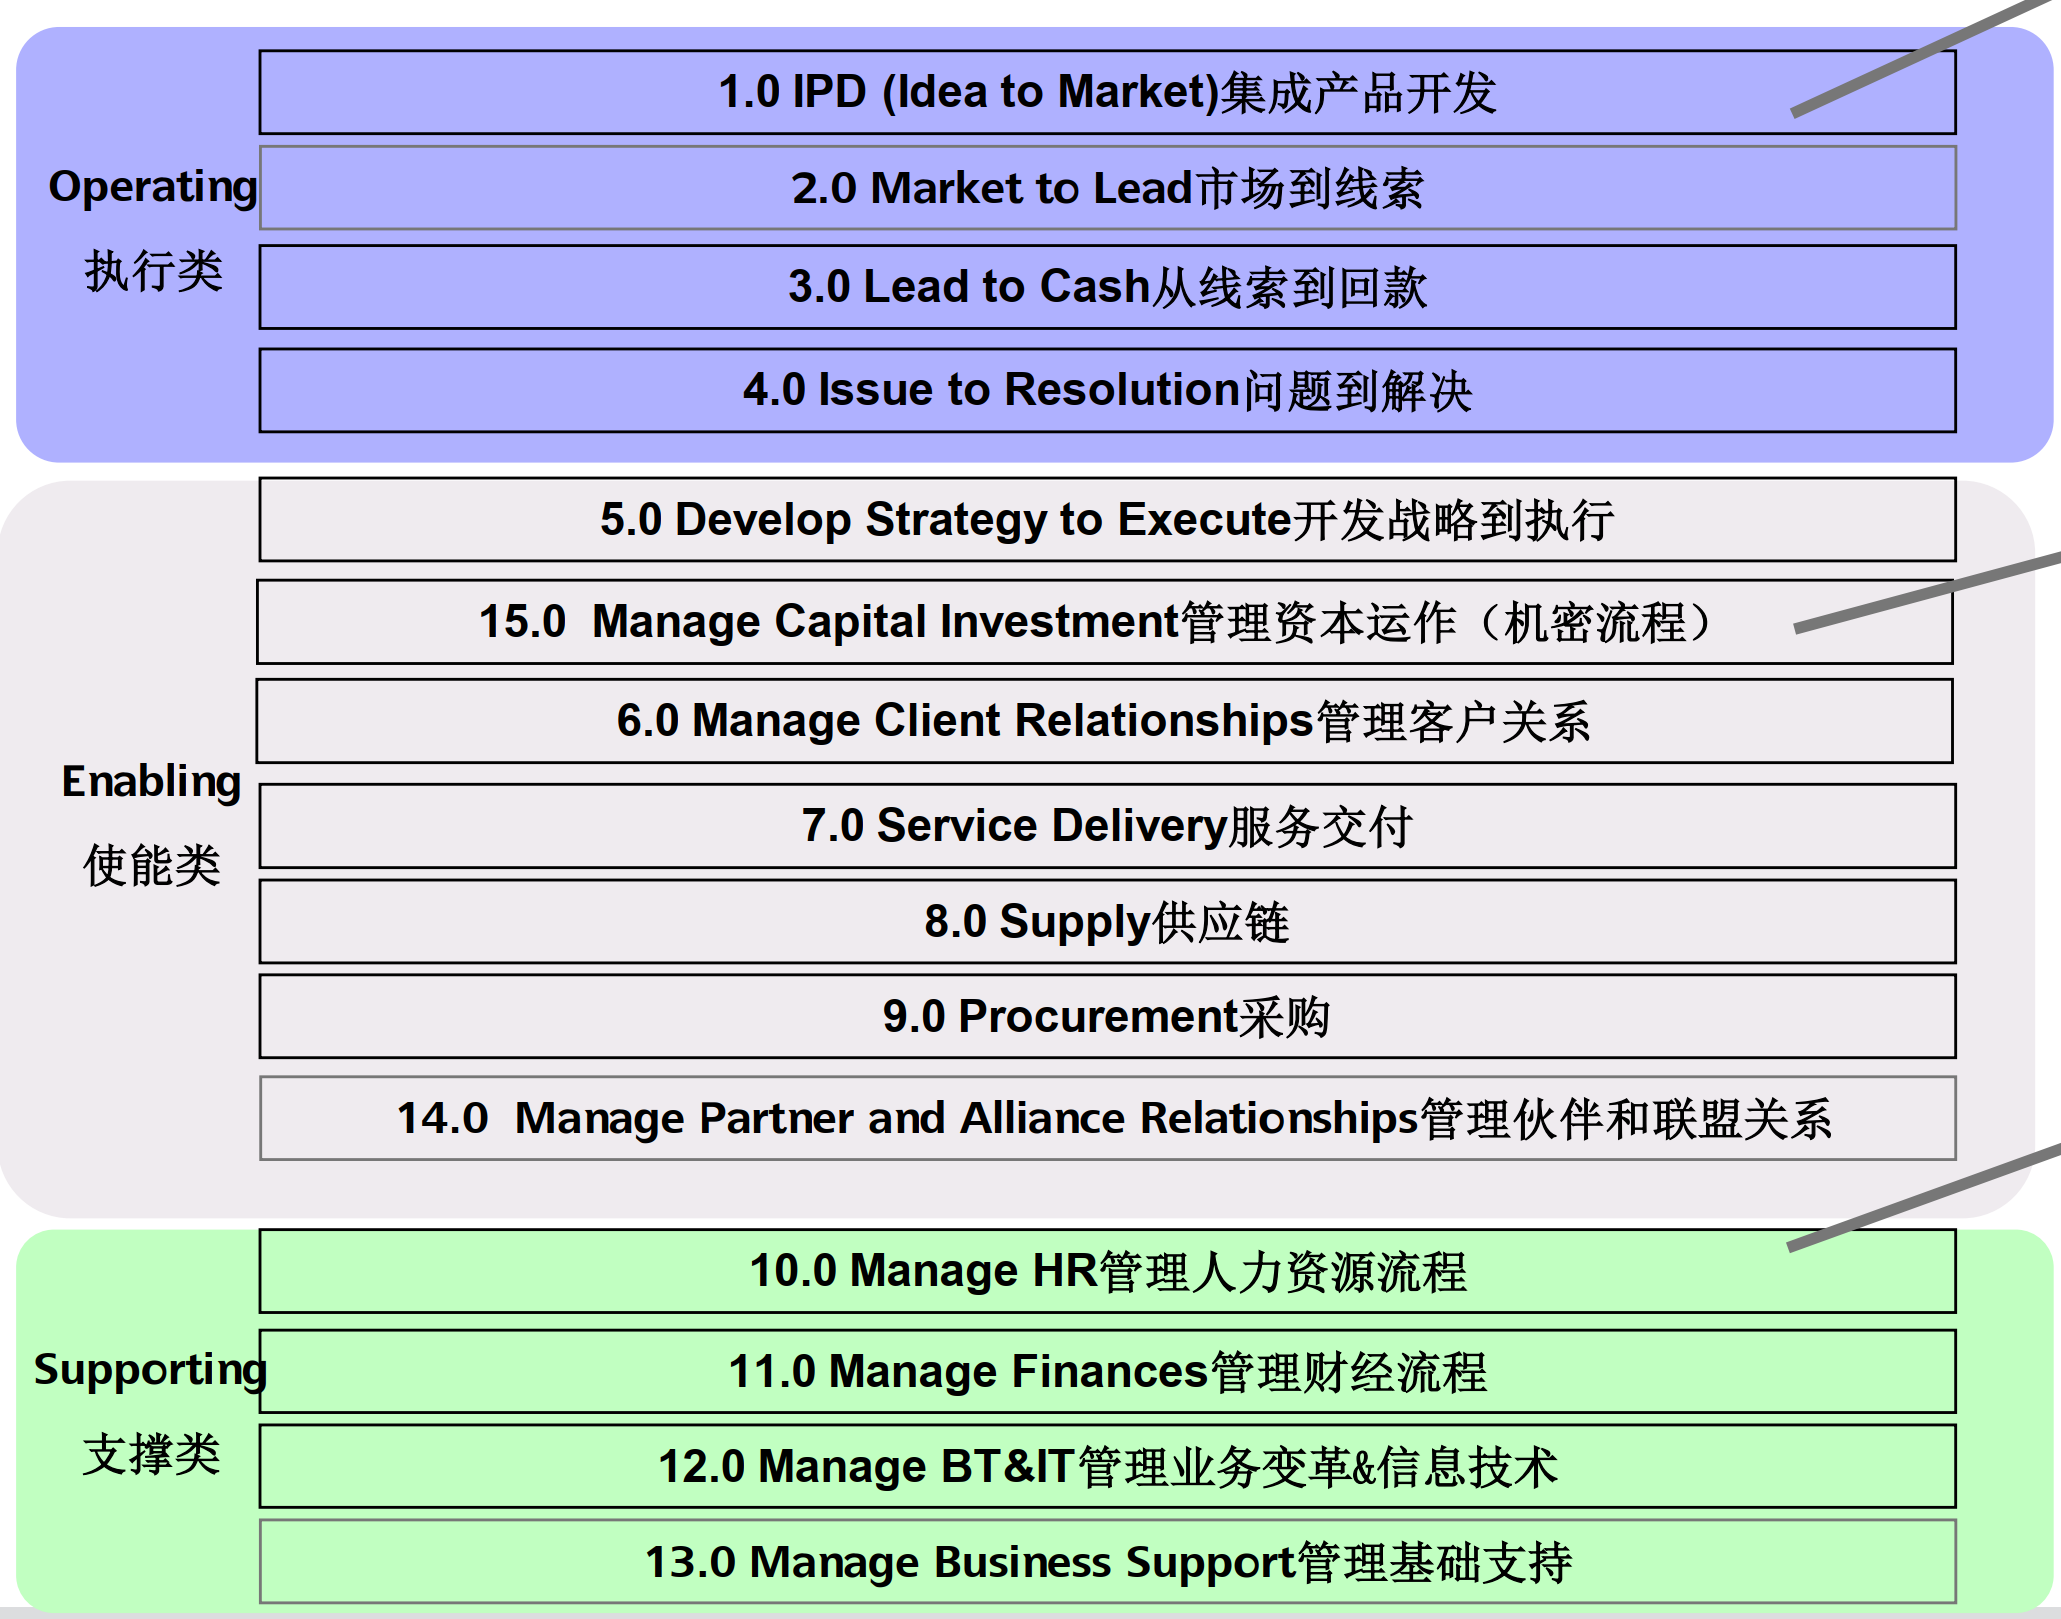 Operating
执行类
1.0 IPD (Idea to Market)集成产品开发
2.0 Market to Lead市场到线索
3.0 Lead to Cash从线索到回款
4.0 Issue to Resolution问题到解决
Enabling
使能类
5.0 Develop Strategy to Execute开发战略到执行
15.0 Manage Capital Investment管理资本运作（机密流程）
6.0 Manage Client Relationships管理客户关系
7.0 Service Delivery服务交付
8.0 Supply供应链
9.0 Procurement采购
14.0 Manage Partner and Alliance Relationships管理伙伴和联盟关系
Supporting
支撑类
10.0 Manage HR管理人力资源流程
11.0 Manage Finances管理财经流程
12.0 Manage BT&IT管理业务变革&信息技术
13.0 Manage Business Support管理基础支持